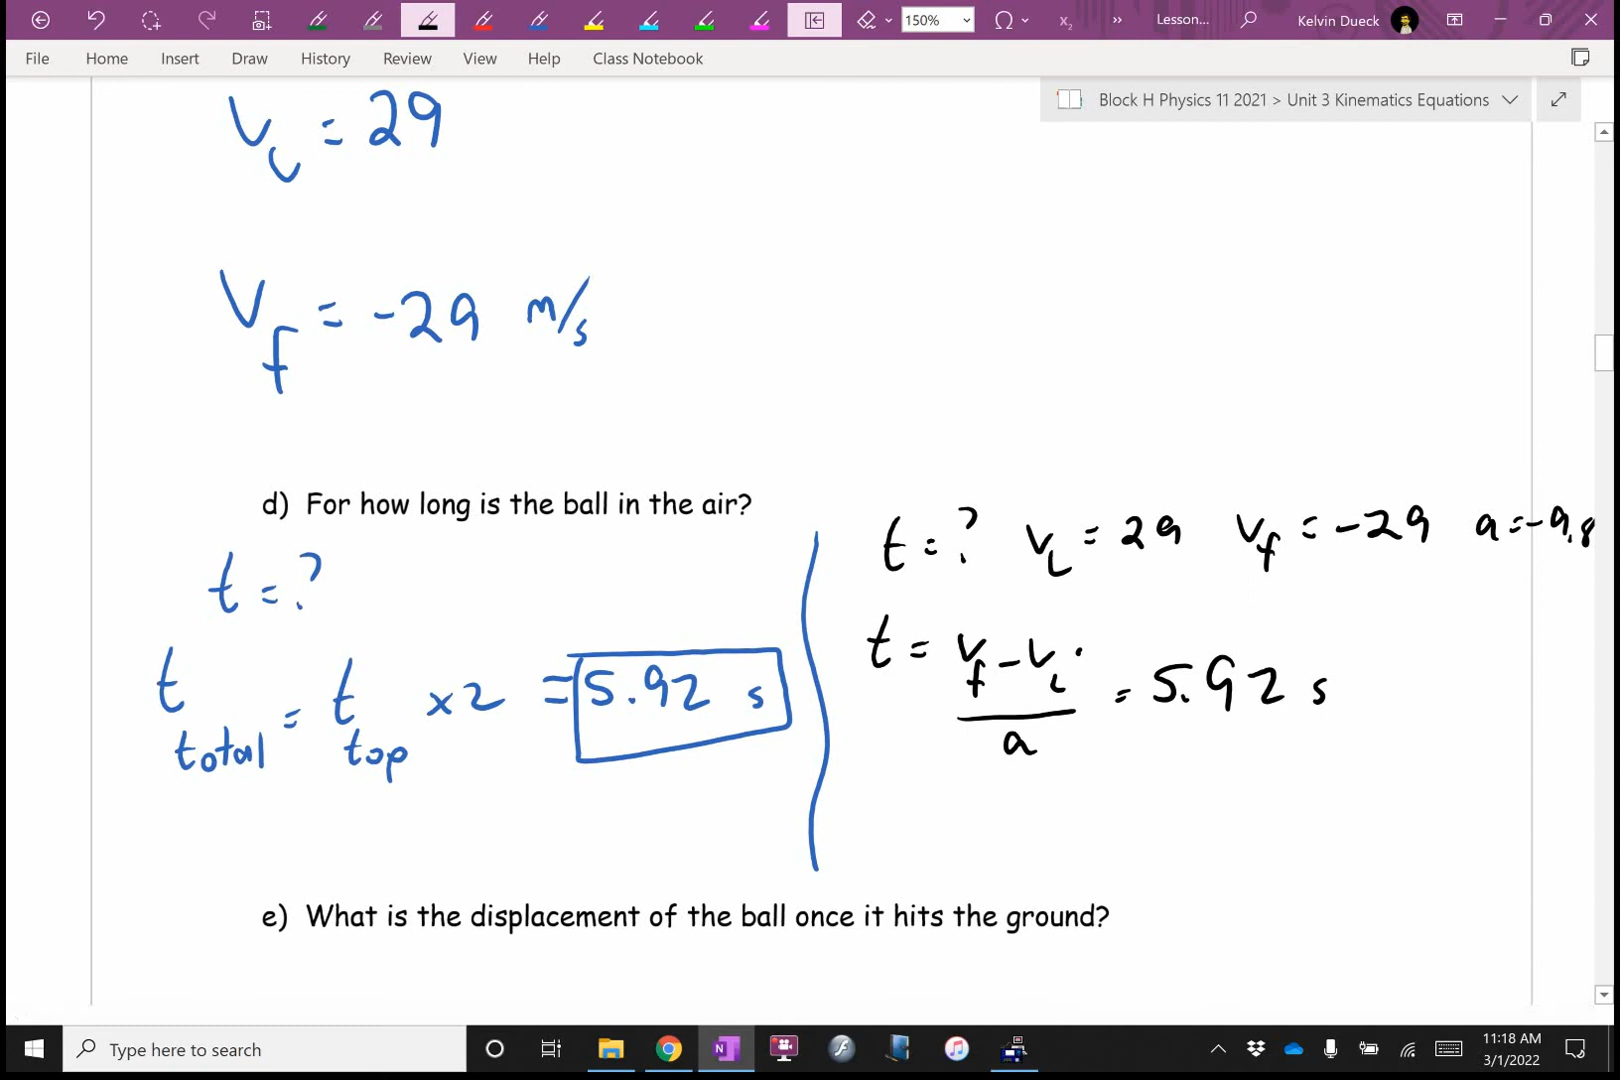 150% Ω x₂ » Lesson... Kelvin Dueck
File Home Insert Draw History Review View Help Class Notebook
Block H Physics 11 2021 > Unit 3 Kinematics Equations
Vi = 29
Vf = -29 m/s
d) For how long is the ball in the air?
t = ?
t total = t top x2 = 5.92 s
t = ? Vi = 29 Vf = -29 a = -9.8
t = Vf - Vi / a = 5.92 s
e) What is the displacement of the ball once it hits the ground?
Type here to search
11:18 AM
3/1/2022